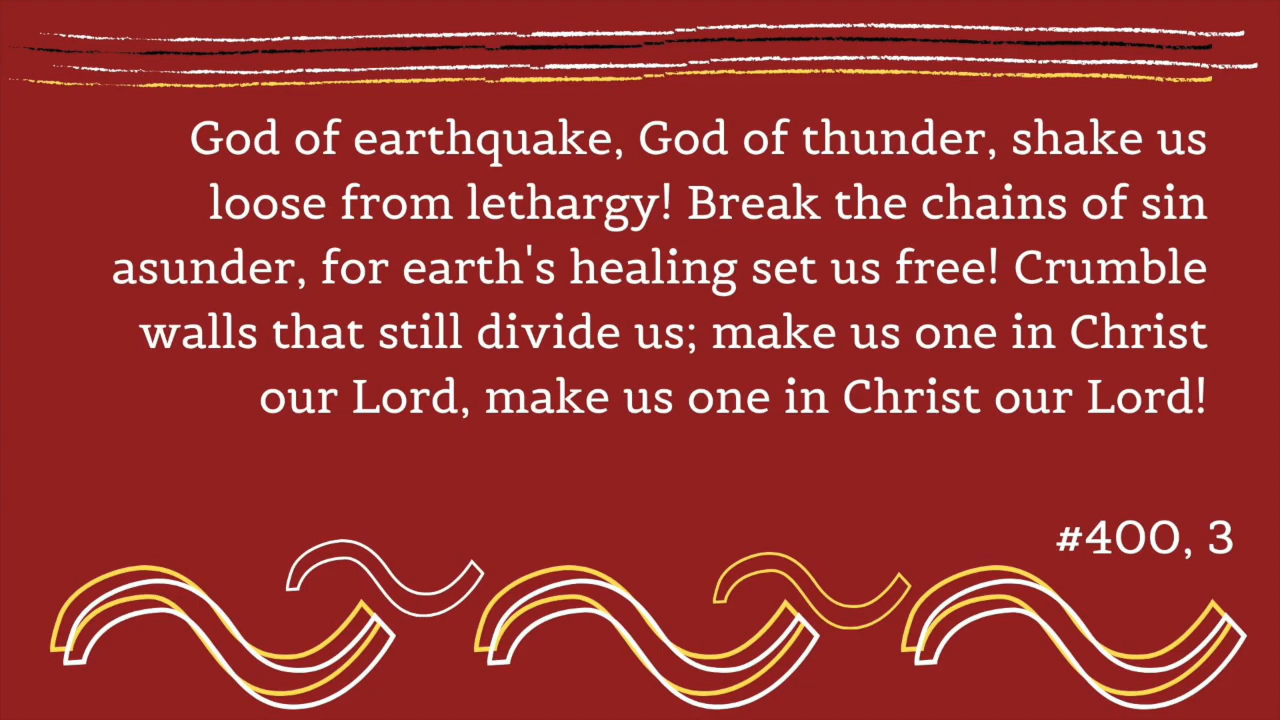 God of earthquake, God of thunder, shake us
loose from lethargy! Break the chains of sin
asunder, for earth's healing set us free! Crumble
walls that still divide us; make us one in Christ
our Lord, make us one in Christ our Lord!
#400, 3